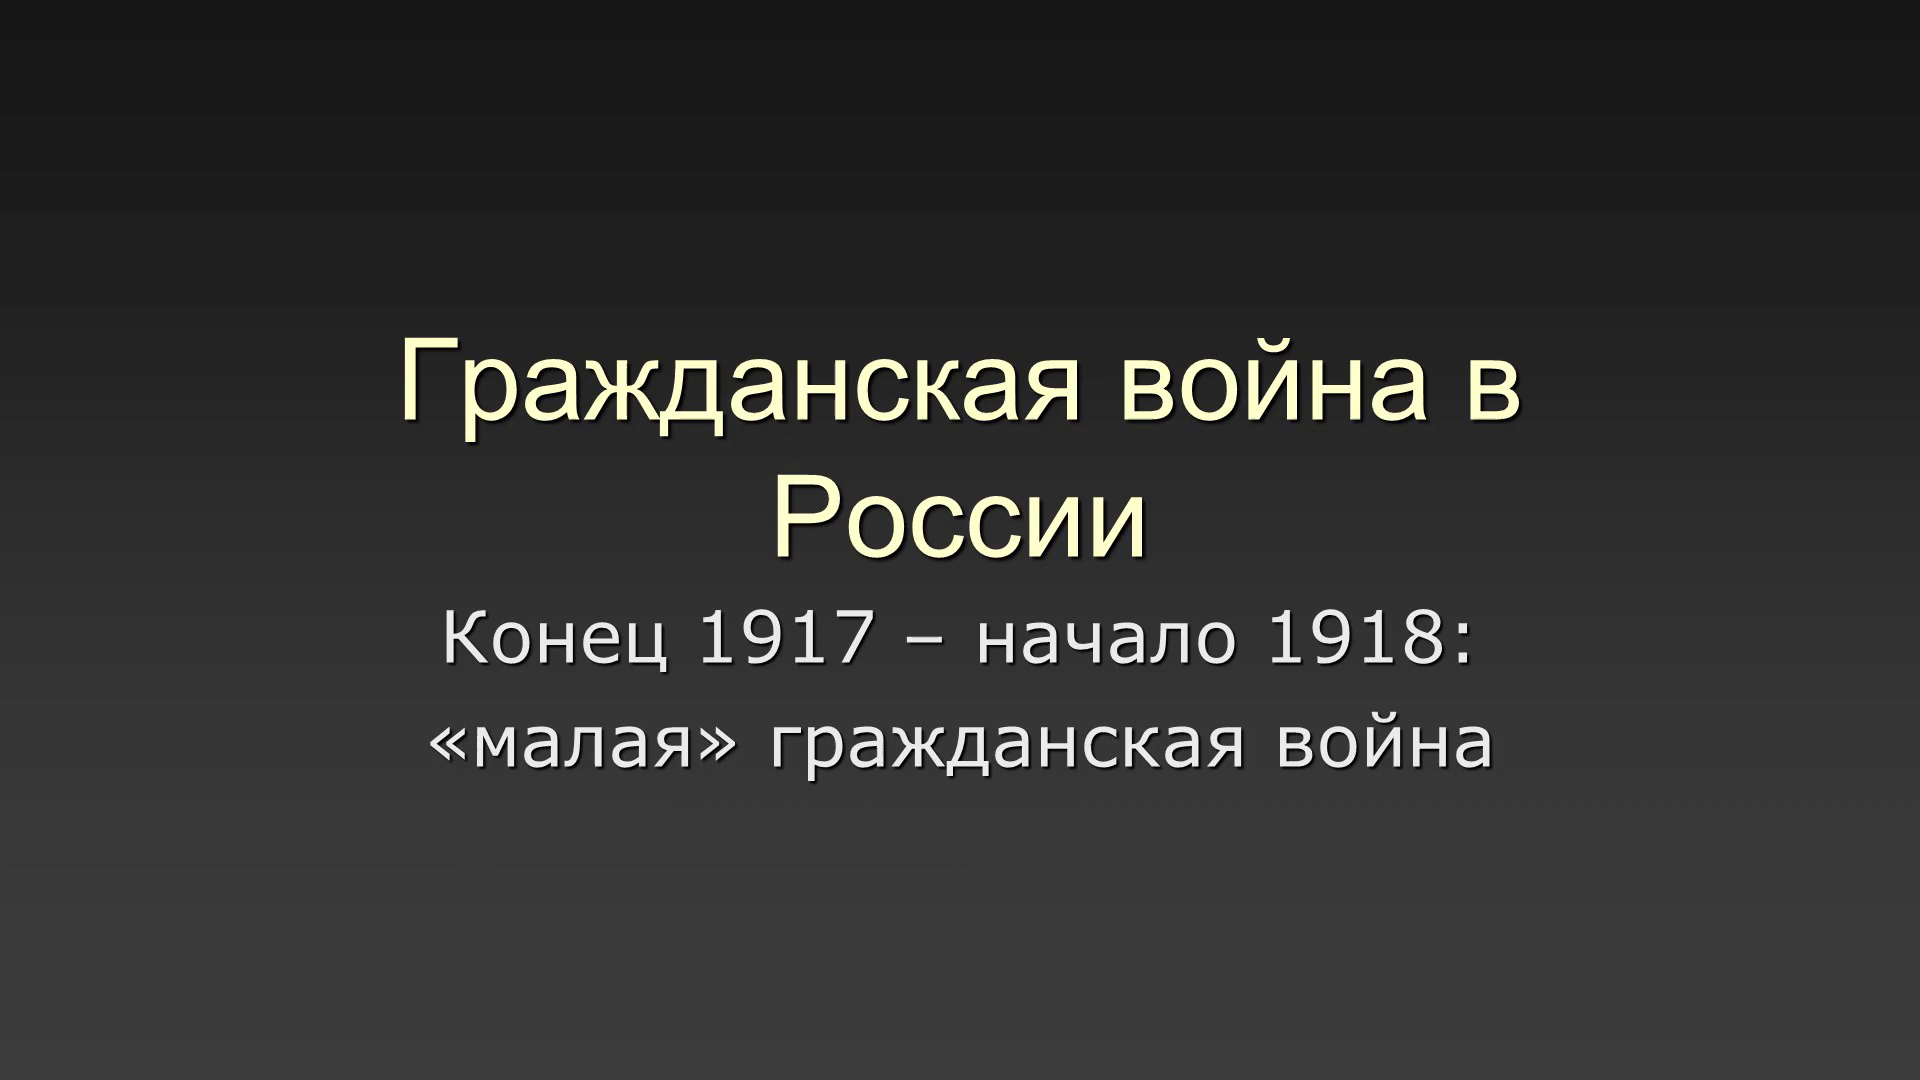 Гражданская война в
России
Конец 1917 – начало 1918:
«малая» гражданская война